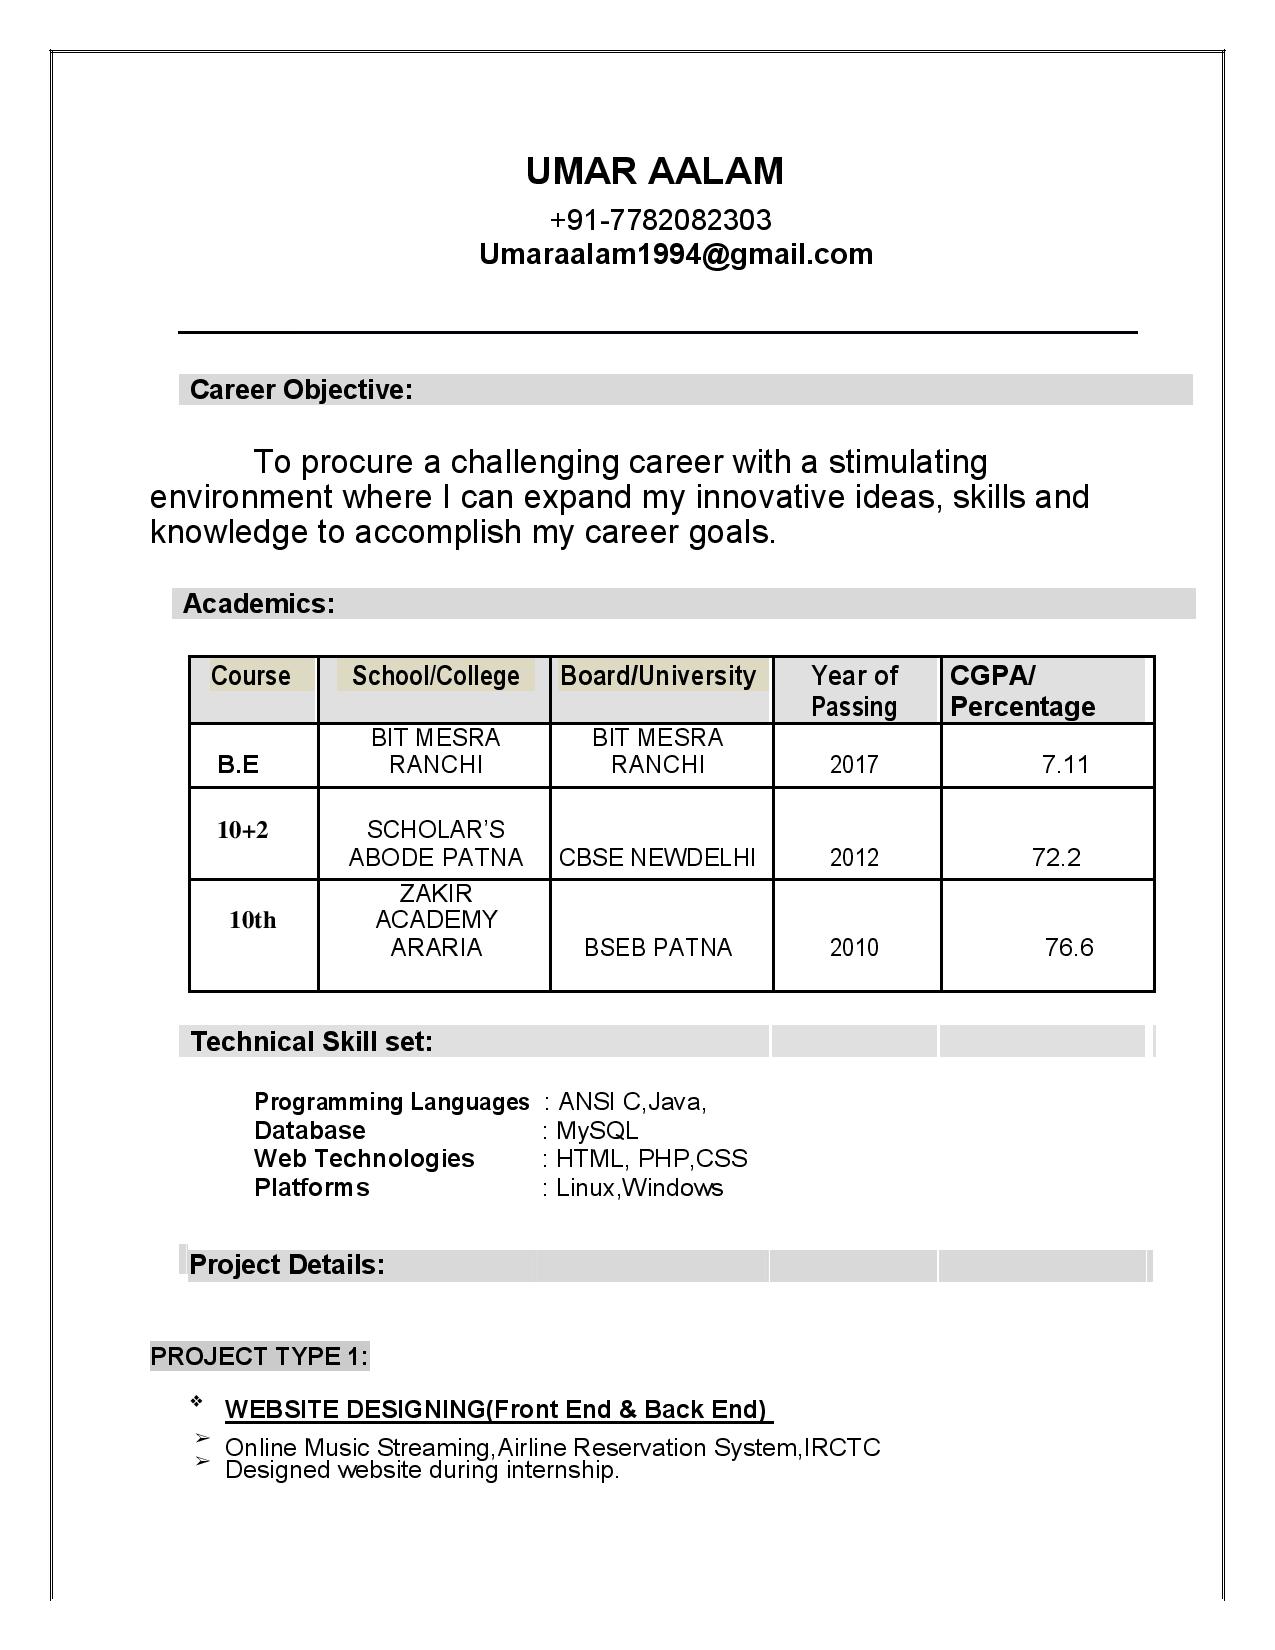 UMAR AALAM
+91-7782082303
Umaraalam1994@gmail.com
Career Objective:
To procure a challenging career with a stimulating
environment where I can expand my innovative ideas, skills and
knowledge to accomplish my career goals.
Academics:
Course School/College Board/University Year of Passing CGPA/ Percentage
B.E BIT MESRA RANCHI BIT MESRA RANCHI 2017 7.11
10+2 SCHOLAR’S ABODE PATNA CBSE NEWDELHI 2012 72.2
10th ZAKIR ACADEMY ARARIA BSEB PATNA 2010 76.6
Technical Skill set:
Programming Languages : ANSI C,Java,
Database : MySQL
Web Technologies : HTML, PHP,CSS
Platforms : Linux,Windows
Project Details:
PROJECT TYPE 1:
❖ WEBSITE DESIGNING(Front End & Back End)
➢ Online Music Streaming,Airline Reservation System,IRCTC
➢ Designed website during internship.